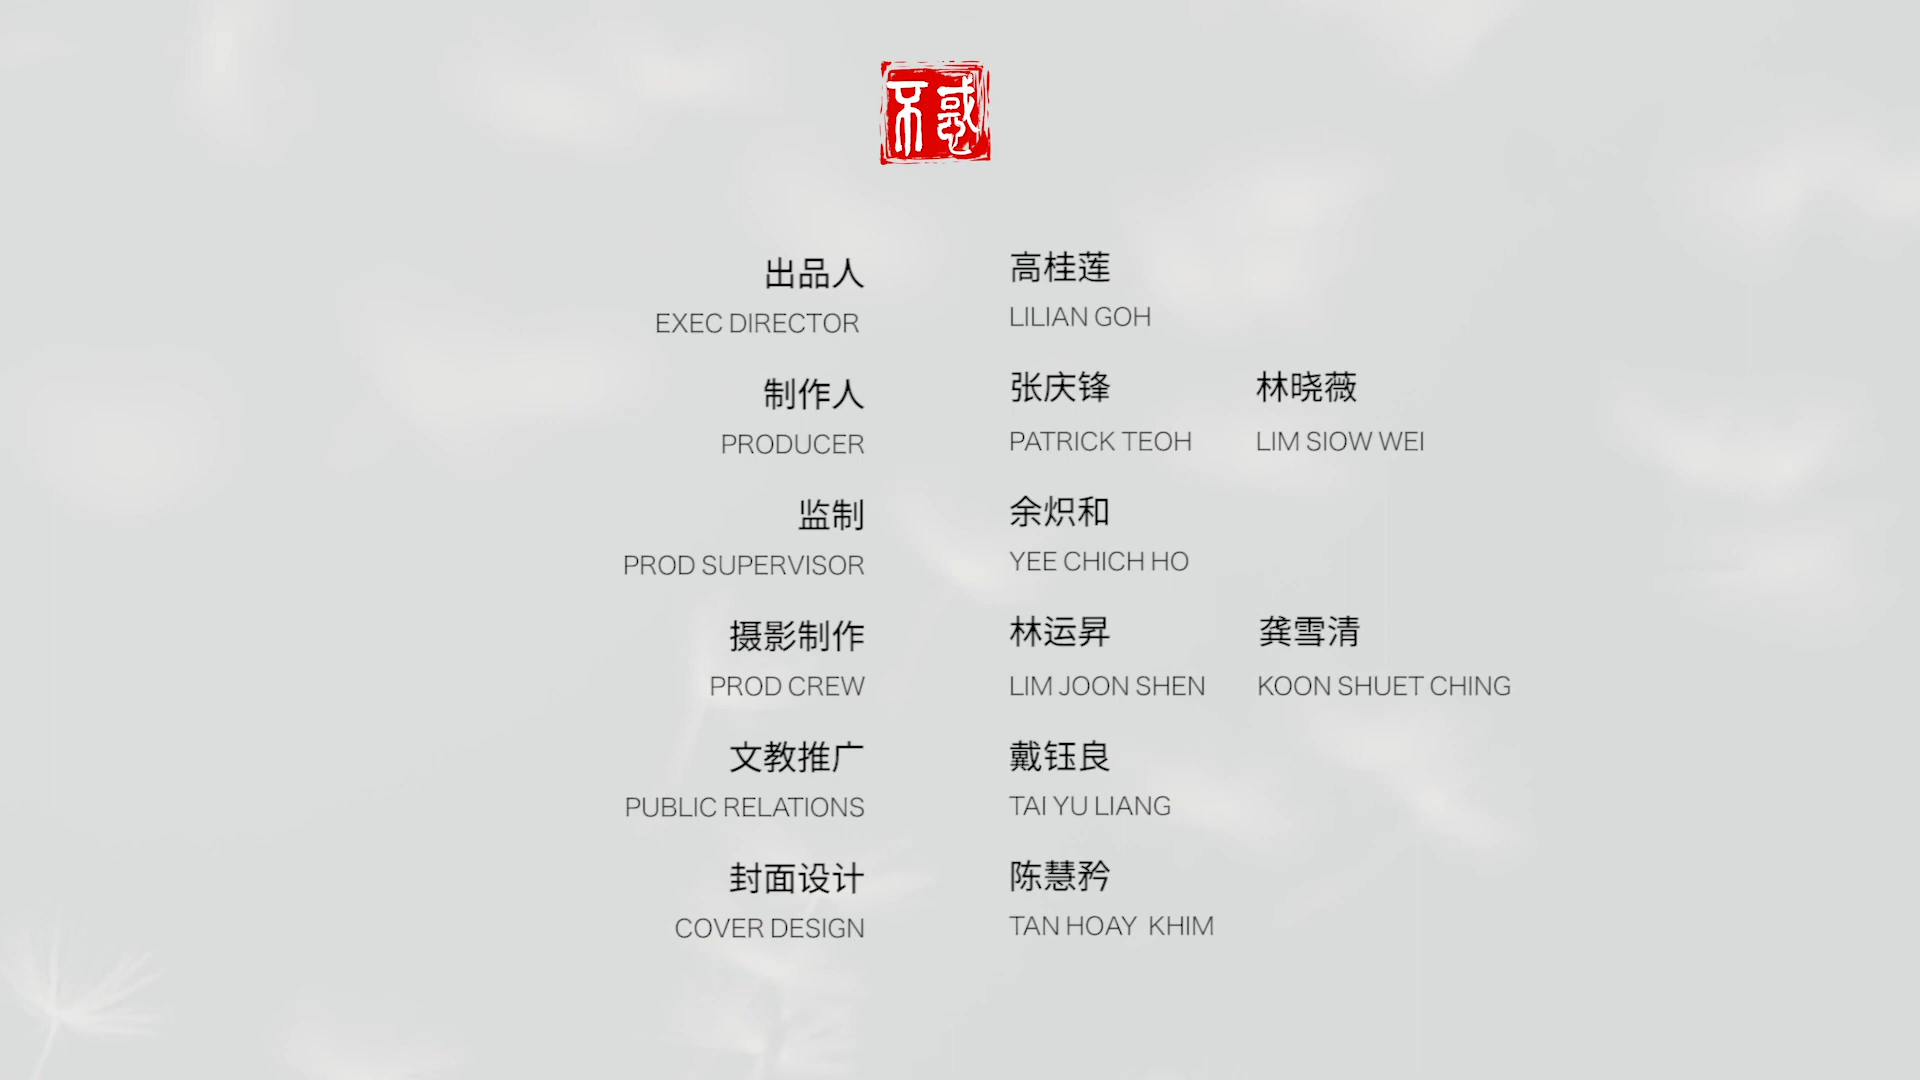 不惑
出品人 高桂莲
EXEC DIRECTOR LILIAN GOH
制作人 张庆锋 林晓薇
PRODUCER PATRICK TEOH LIM SIOW WEI
监制 余炽和
PROD SUPERVISOR YEE CHICH HO
摄影制作 林运昇 龚雪清
PROD CREW LIM JOON SHEN KOON SHUET CHING
文教推广 戴钰良
PUBLIC RELATIONS TAI YU LIANG
封面设计 陈慧矜
COVER DESIGN TAN HOAY KHIM